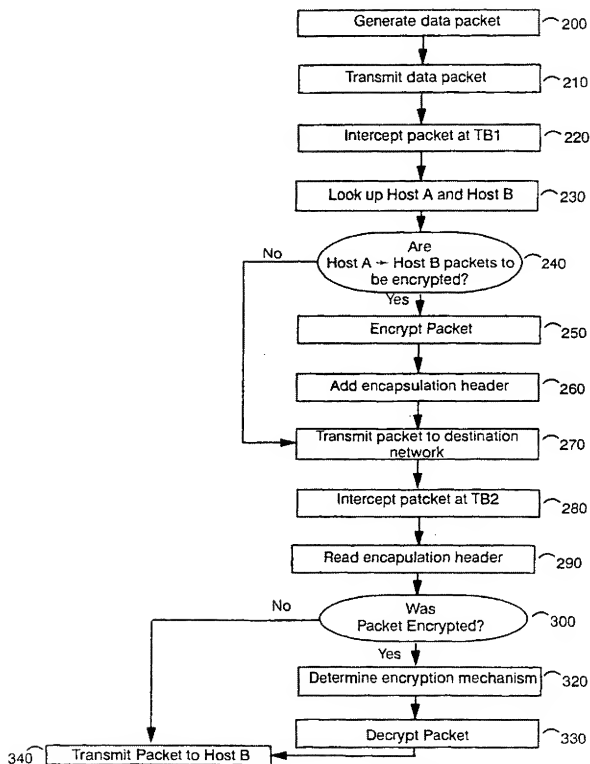 Generate data packet
200
Transmit data packet
210
Intercept packet at TB1
220
Look up Host A and Host B
230
Are
Host A → Host B packets to
be encrypted?
240
No
Yes
Encrypt Packet
250
Add encapsulation header
260
Transmit packet to destination
network
270
Intercept patcket at TB2
280
Read encapulation header
290
Was
Packet Encrypted?
300
No
Yes
Determine encryption mechanism
320
Decrypt Packet
330
340
Transmit Packet to Host B